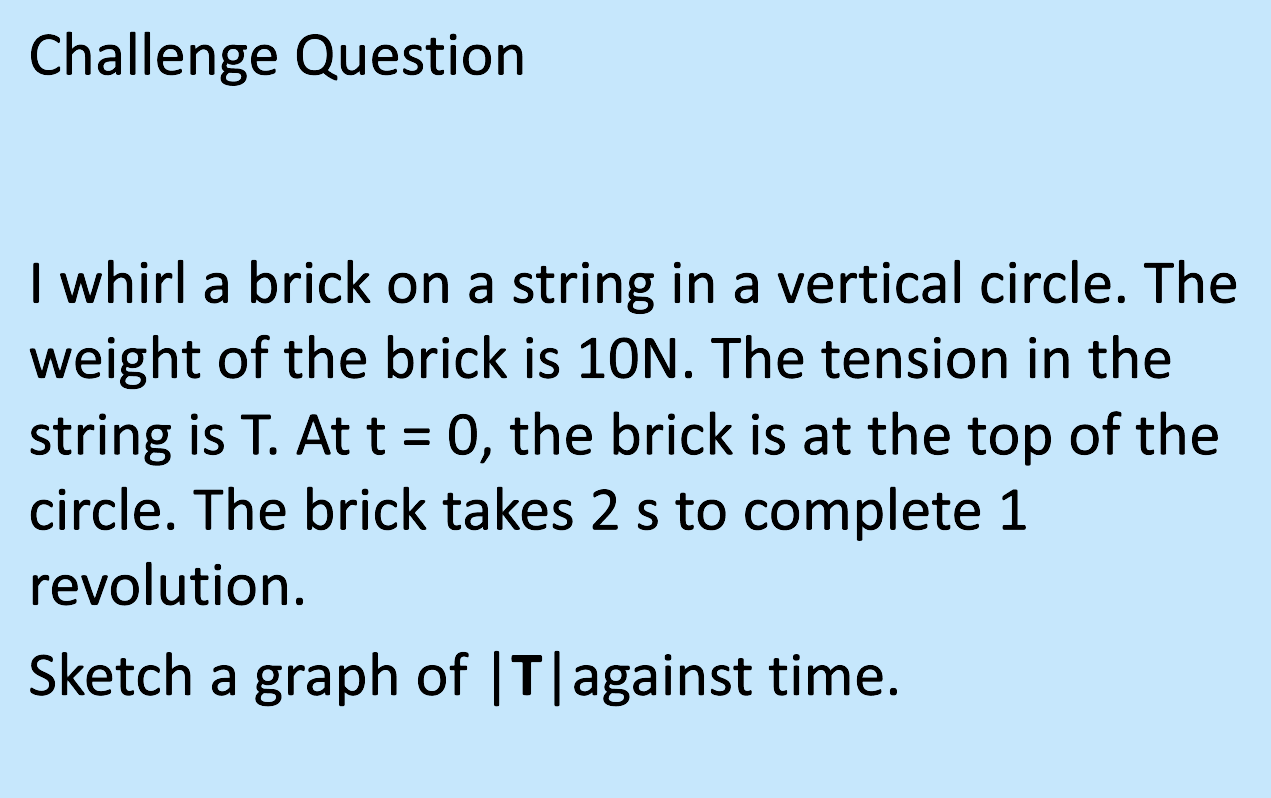 Challenge Question
I whirl a brick on a string in a vertical circle. The
weight of the brick is 10N. The tension in the
string is T. At t = 0, the brick is at the top of the
circle. The brick takes 2 s to complete 1
revolution.
Sketch a graph of |T| against time.